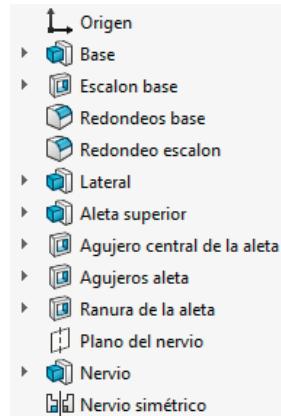 Origen
Base
Escalon base
Redondeos base
Redondeo escalon
Lateral
Aleta superior
Agujero central de la aleta
Agujeros aleta
Ranura de la aleta
Plano del nervio
Nervio
Nervio simétrico